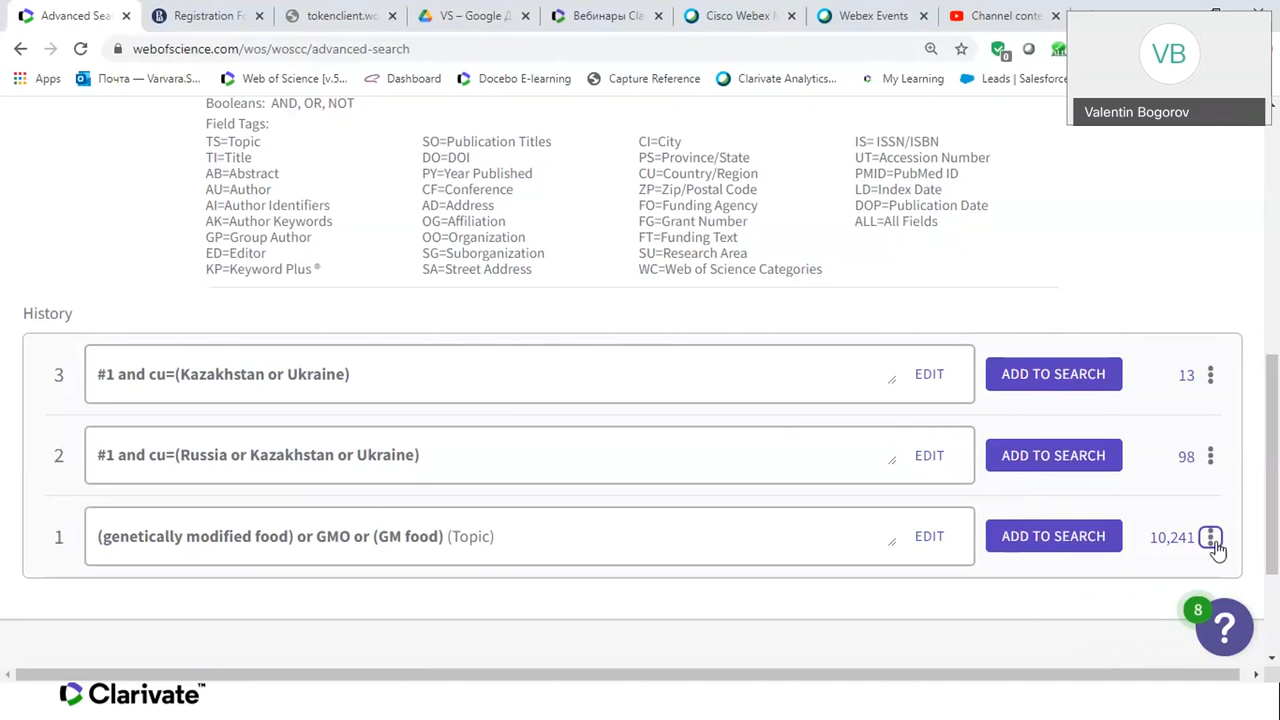 Advanced Sea
Registration Fo
tokenclient.wo
VS – Google Д
Вебинары Cla
Cisco Webex M
Webex Events
Channel conte
webofscience.com/wos/woscc/advanced-search
Apps
Почта — Varvara.S...
Web of Science [v.5...
Dashboard
Docebo E-learning
Capture Reference
Clarivate Analytics...
My Learning
Leads | Salesforce
0
VB
Valentin Bogorov
Booleans: AND, OR, NOT
Field Tags:
TS=Topic SO=Publication Titles CI=City IS= ISSN/ISBN
TI=Title DO=DOI PS=Province/State UT=Accession Number
AB=Abstract PY=Year Published CU=Country/Region PMID=PubMed ID
AU=Author CF=Conference ZP=Zip/Postal Code LD=Index Date
AI=Author Identifiers AD=Address FO=Funding Agency DOP=Publication Date
AK=Author Keywords OG=Affiliation FG=Grant Number ALL=All Fields
GP=Group Author OO=Organization FT=Funding Text
ED=Editor SG=Suborganization SU=Research Area
KP=Keyword Plus ® SA=Street Address WC=Web of Science Categories
History
3 #1 and cu=(Kazakhstan or Ukraine) EDIT ADD TO SEARCH 13
2 #1 and cu=(Russia or Kazakhstan or Ukraine) EDIT ADD TO SEARCH 98
1 (genetically modified food) or GMO or (GM food) (Topic) EDIT ADD TO SEARCH 10,241
8
?
Clarivate™